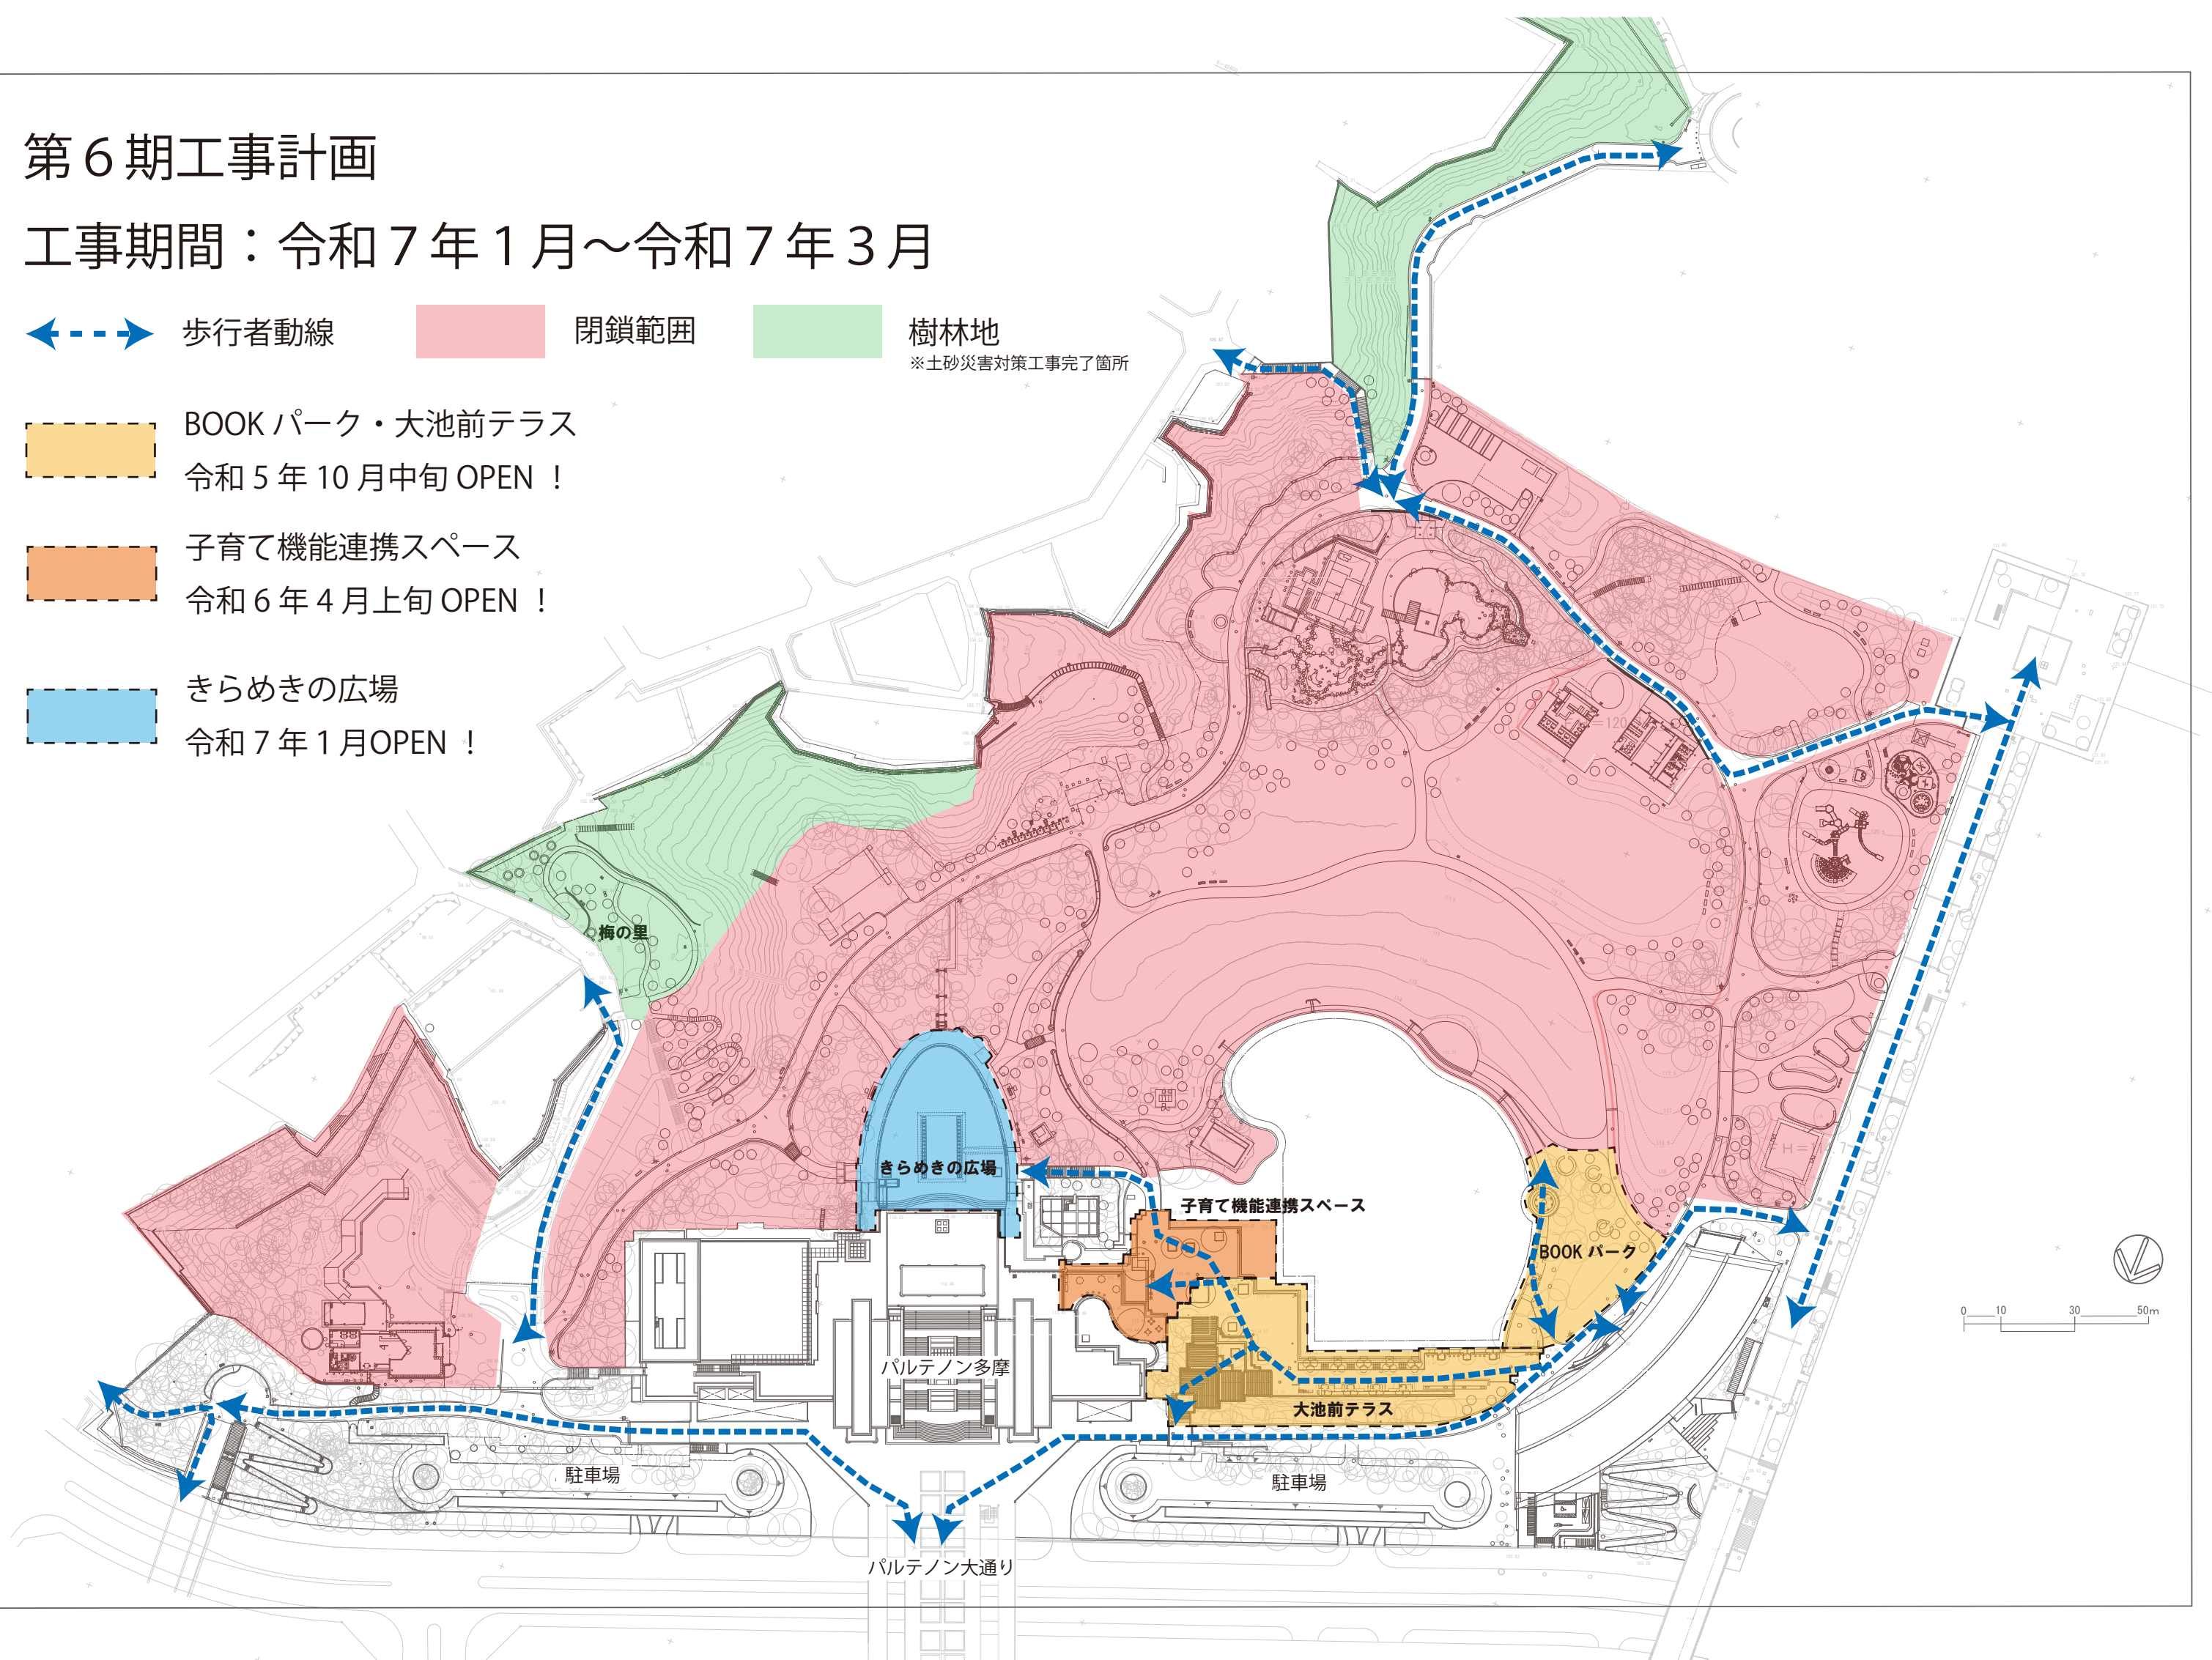 第６期工事計画
工事期間：令和７年１月～令和７年３月
歩行者動線
閉鎖範囲
樹林地
※土砂災害対策工事完了箇所
BOOK パーク・大池前テラス
令和 5 年 10 月中旬 OPEN ！
子育て機能連携スペース
令和 6 年 4 月上旬 OPEN ！
きらめきの広場
令和 7 年 1 月OPEN ！
梅の里
きらめきの広場
子育て機能連携スペース
BOOK パーク
0 10 30 50m
パルテノン多摩
大池前テラス
駐車場
駐車場
パルテノン大通り